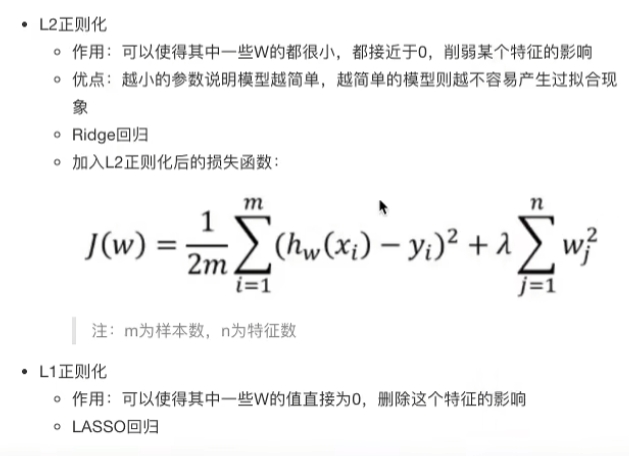 • L2正则化
◦ 作用：可以使得其中一些W的都很小，都接近于0，削弱某个特征的影响
◦ 优点：越小的参数说明模型越简单，越简单的模型则越不容易产生过拟合现
象
◦ Ridge回归
◦ 加入L2正则化后的损失函数：
J(w) = \frac{1}{2m} \sum_{i=1}^{m} (h_w(x_i) − y_i)^2 + λ \sum_{j=1}^{n} w_j^2
注：m为样本数，n为特征数
• L1正则化
◦ 作用：可以使得其中一些W的值直接为0，删除这个特征的影响
◦ LASSO回归